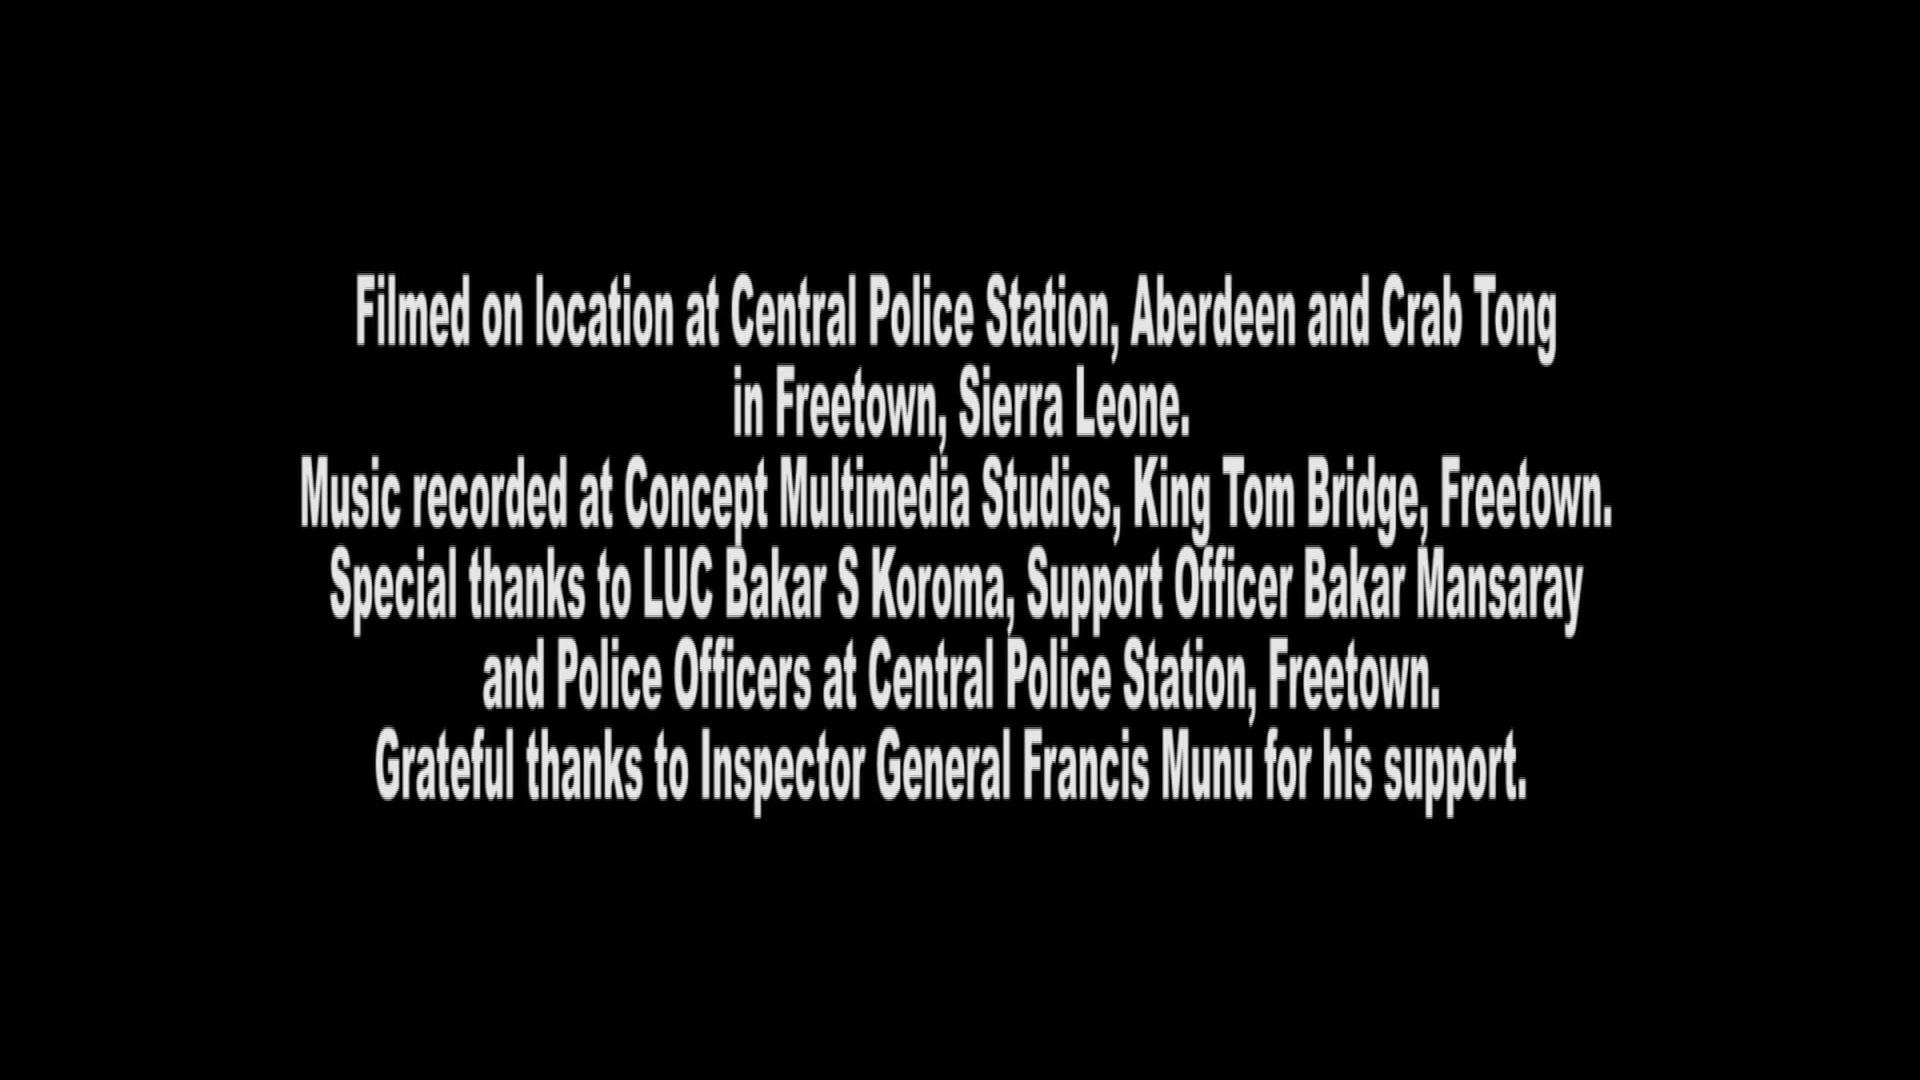 Filmed on location at Central Police Station, Aberdeen and Crab Tong
in Freetown, Sierra Leone.
Music recorded at Concept Multimedia Studios, King Tom Bridge, Freetown.
Special thanks to LUC Bakar S Koroma, Support Officer Bakar Mansaray
and Police Officers at Central Police Station, Freetown.
Grateful thanks to Inspector General Francis Munu for his support.